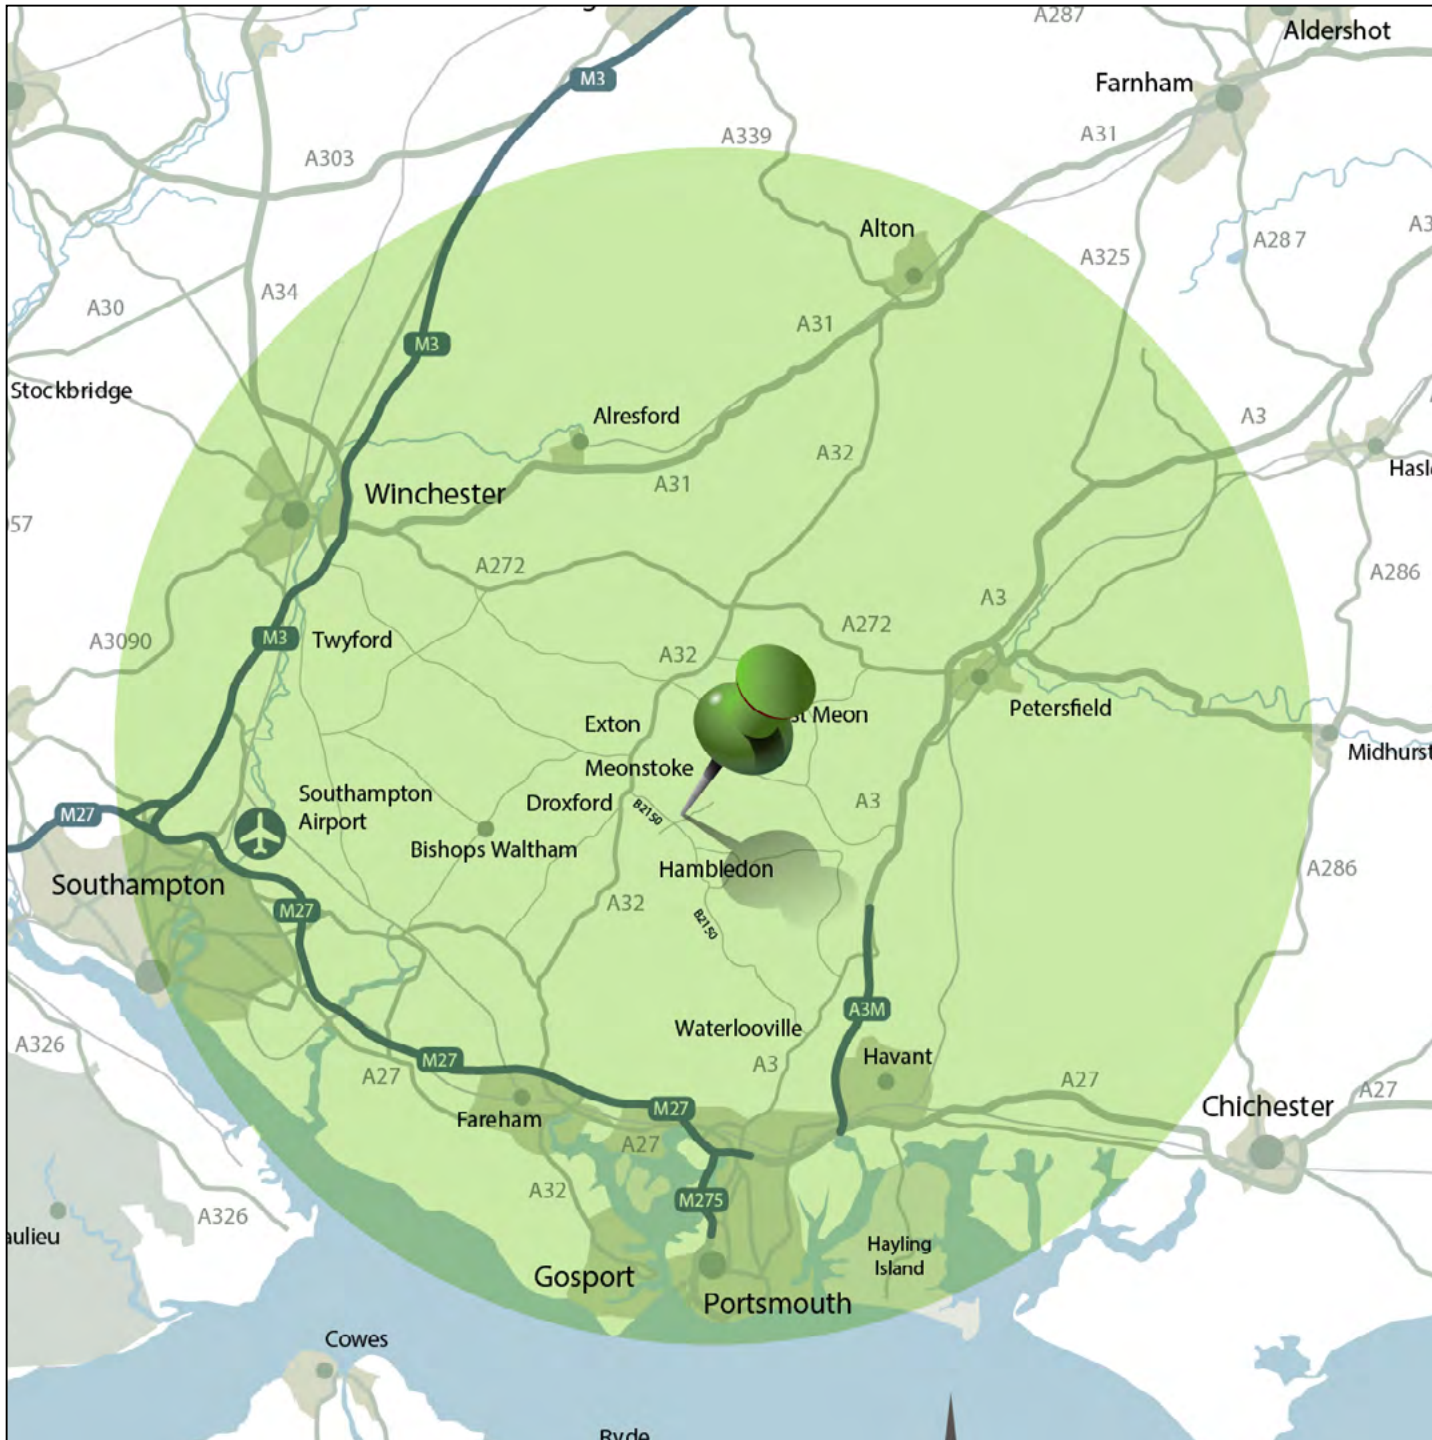 A287
Aldershot
M3
Farnham
A339
A31
A303
Alton
A287
A325
A30
A34
A31
M3
Stockbridge
Alresford
A3
A32
A31
Winchester
57
A272
A286
A3
A272
A3090
M3
Twyford
A32
Petersfield
st Meon
Exton
Midhurst
Meonstoke
Southampton
Airport
Droxford
B2150
A3
M27
Bishops Waltham
Hambledon
A286
Southampton
M27
A32
B2150
A3M
Waterlooville
A326
Havant
M27
A3
A27
A27
A27
Chichester
M27
Fareham
A27
A32
M275
A326
aulieu
Hayling
Island
Gosport
Portsmouth
Cowes
Ryde